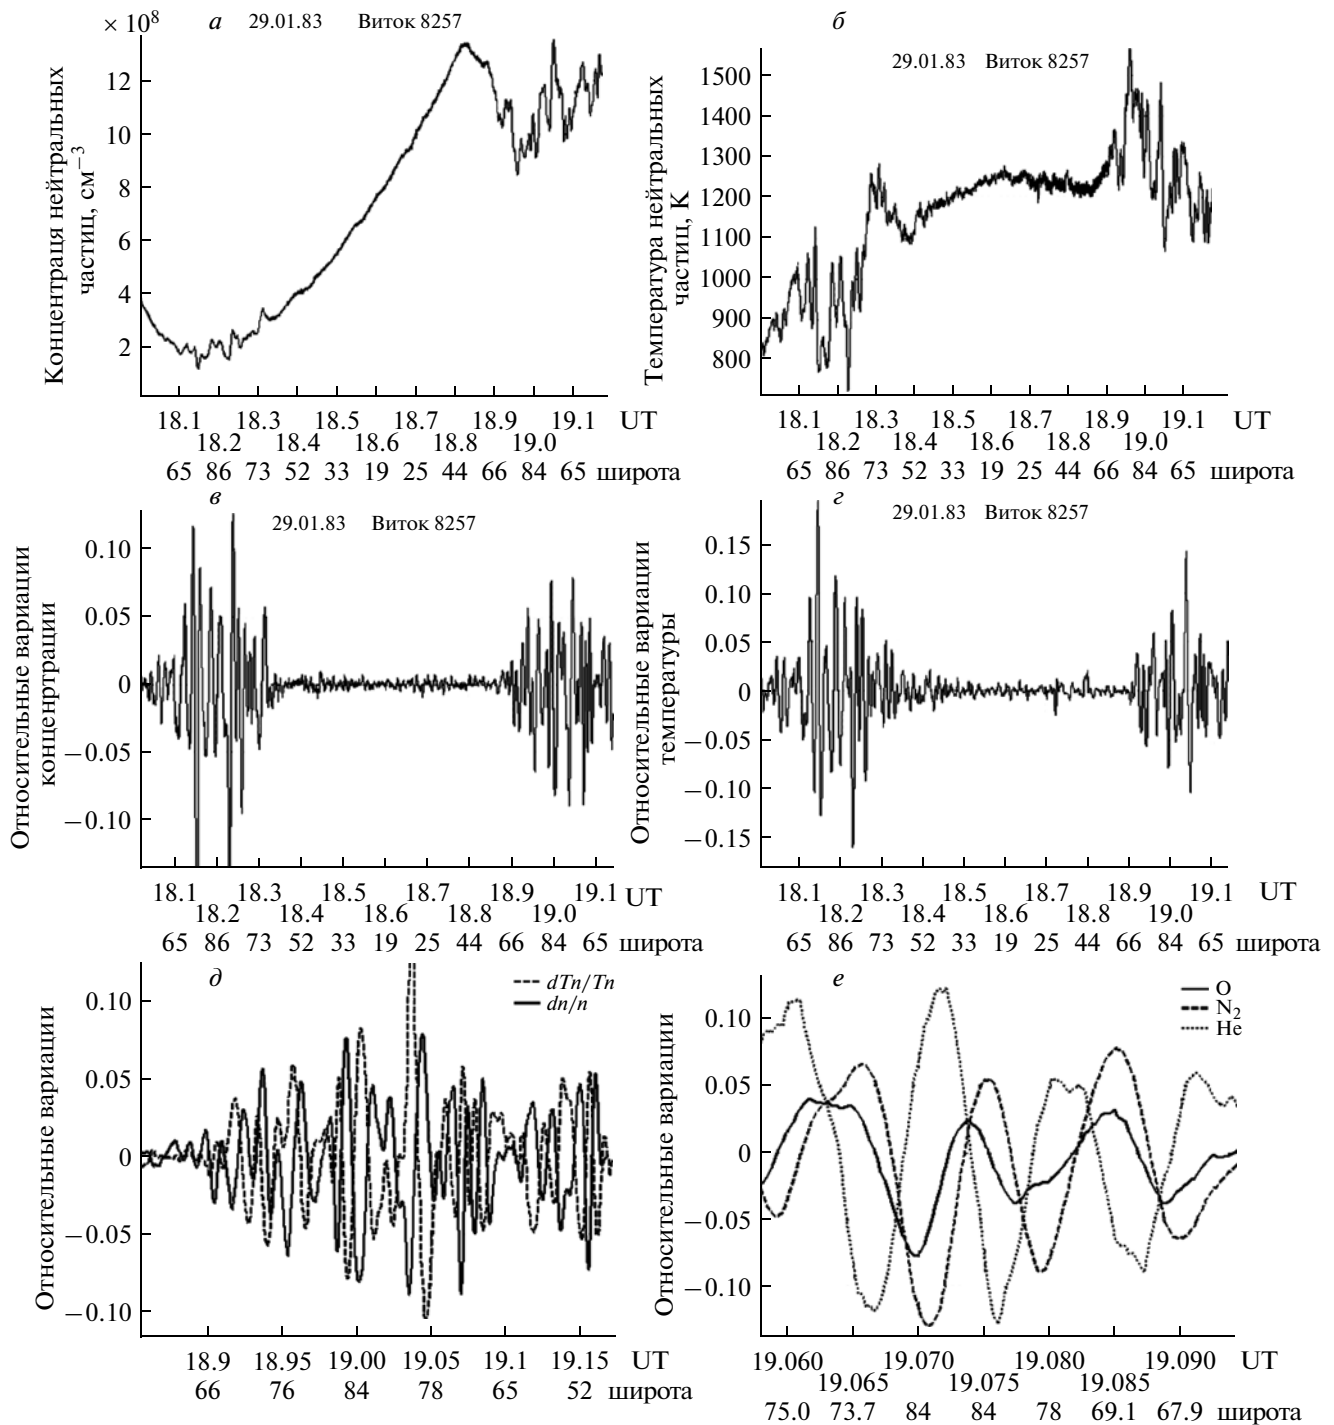 × 10⁸
а 29.01.83 Виток 8257
Концентраця нейтральных
частиц, см⁻³
12
10
8
6
4
2
18.1 18.3 18.5 18.7 18.9 19.1 UT
18.2 18.4 18.6 18.8 19.0
65 86 73 52 33 19 25 44 66 84 65 широта
б
29.01.83 Виток 8257
Температура нейтральных
частиц, К
1500
1400
1300
1200
1100
1000
900
800
18.1 18.3 18.5 18.7 18.9 19.1 UT
18.2 18.4 18.6 18.8 19.0
65 86 73 52 33 19 25 44 66 84 65 широта
в
29.01.83 Виток 8257
Относительные вариации
конценртрации
0.10
0.05
0
−0.05
−0.10
18.1 18.3 18.5 18.7 18.9 19.1 UT
18.2 18.4 18.6 18.8 19.0
65 86 73 52 33 19 25 44 66 84 65 широта
г
29.01.83 Виток 8257
Относительные вариации
температуры
0.15
0.10
0.05
0
−0.05
−0.10
−0.15
18.1 18.3 18.5 18.7 18.9 19.1 UT
18.2 18.4 18.6 18.8 19.0
65 86 73 52 33 19 25 44 66 84 65 широта
д
dTn/Tn
dn/n
Относительные вариации
0.10
0.05
0
−0.05
−0.10
18.9 18.95 19.00 19.05 19.1 19.15 UT
66 76 84 78 65 52 широта
е
O
N₂
He
Относительные вариации
0.10
0.05
0
−0.05
−0.10
19.060 19.070 19.080 19.090 UT
19.065 19.075 19.085
75.0 73.7 84 84 78 69.1 67.9 широта